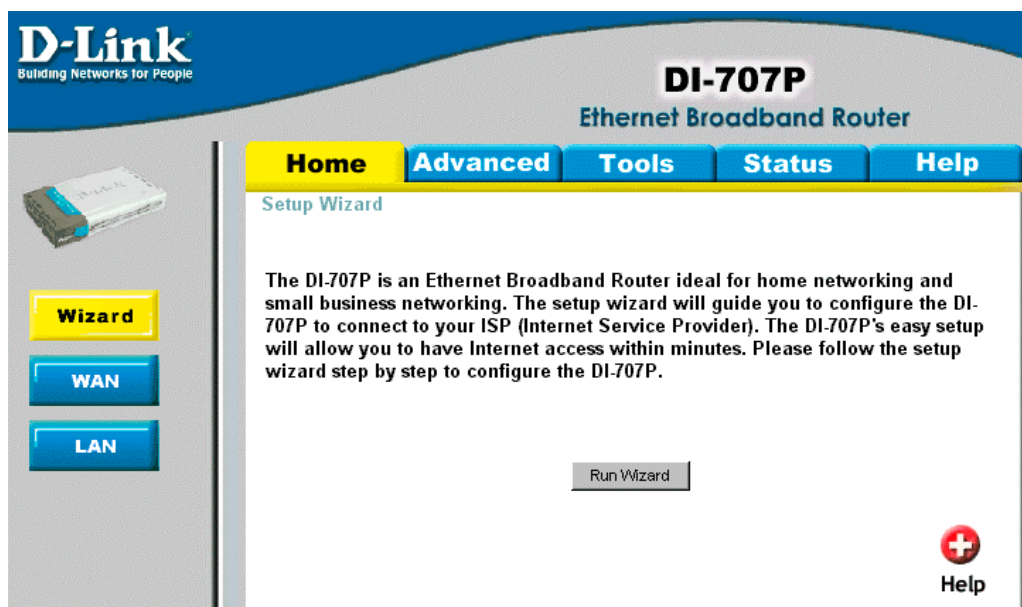 D-Link
Building Networks for People
DI-707P
Ethernet Broadband Router
Home
Advanced
Tools
Status
Help
Setup Wizard
Wizard
WAN
LAN
The DI-707P is an Ethernet Broadband Router ideal for home networking and
small business networking. The setup wizard will guide you to configure the DI-
707P to connect to your ISP (Internet Service Provider). The DI-707P's easy setup
will allow you to have Internet access within minutes. Please follow the setup
wizard step by step to configure the DI-707P.
Run Wizard
Help